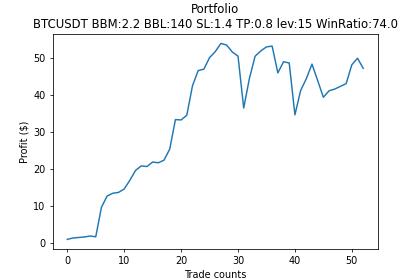 Portfolio
BTCUSDT BBM:2.2 BBL:140 SL:1.4 TP:0.8 lev:15 WinRatio:74.0
50
40
30
20
10
0
Profit ($)
0 10 20 30 40 50
Trade counts